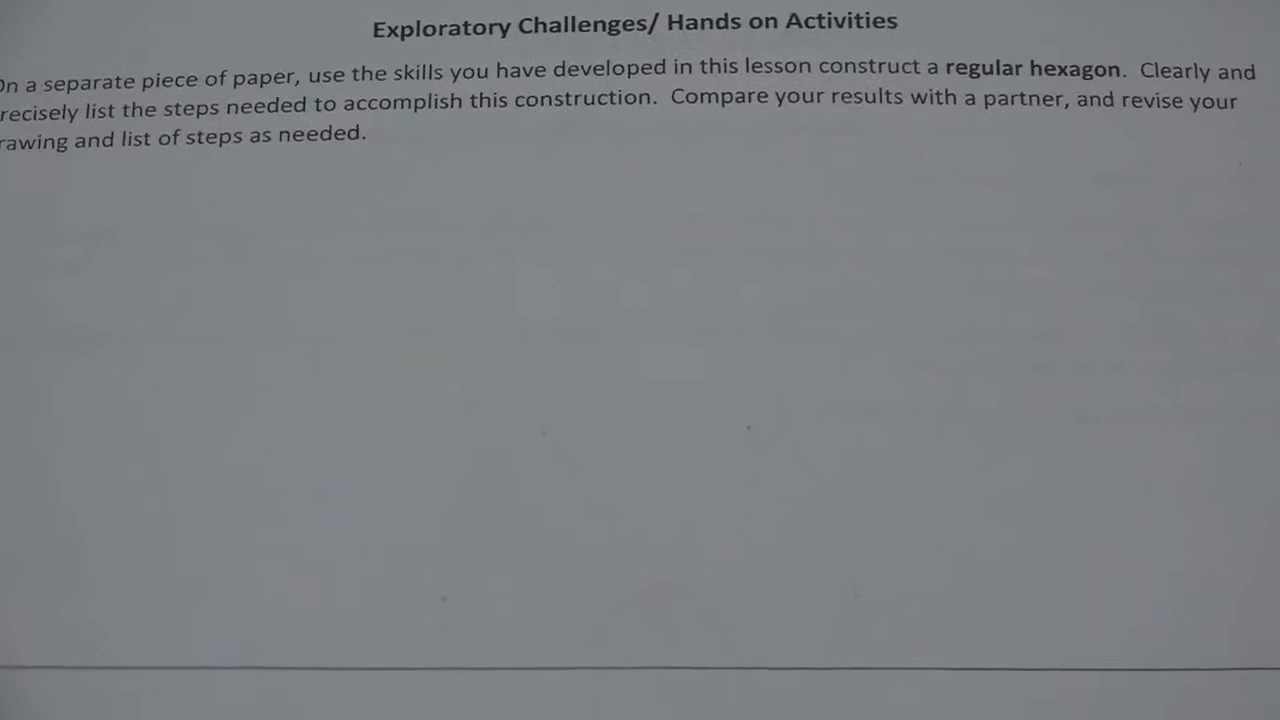 Exploratory Challenges/ Hands on Activities
On a separate piece of paper, use the skills you have developed in this lesson construct a regular hexagon. Clearly and
recisely list the steps needed to accomplish this construction. Compare your results with a partner, and revise your
rawing and list of steps as needed.